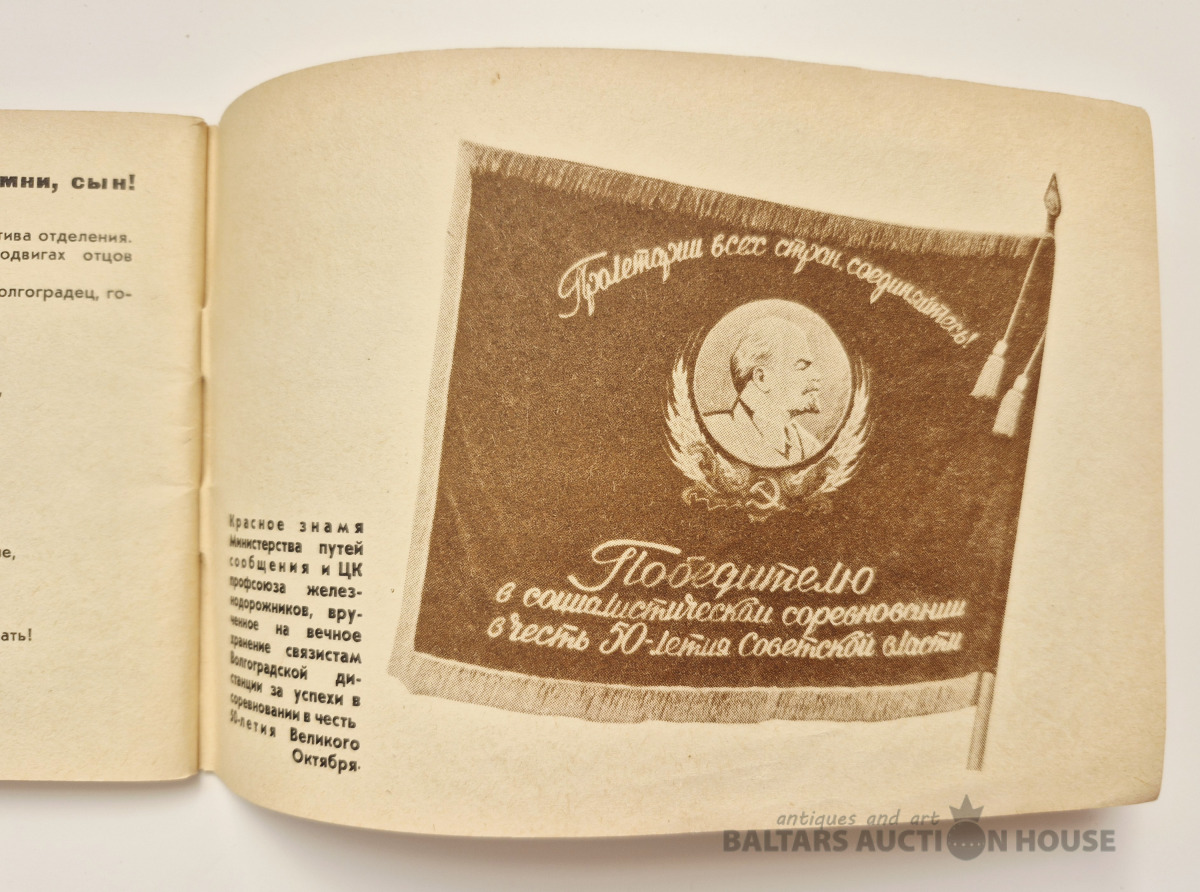 мни, сын!
тива отделения.
одвигах отцов
олгоградец, го-
ие,
ать!
Пролетарии всех стран, соединяйтесь!
Победителю
в социалистическом соревновании
в честь 50-летия Советской власти
Красное знамя
Министерства путей
сообщения и ЦК
профсоюза желез-
нодорожников, вру-
ченное на вечное
хранение связистам
Волгоградской ди-
станции за успехи в
соревновании в честь
50-летия Великого
Октября.
antiques and art
BALTARS AUCTION HOUSE